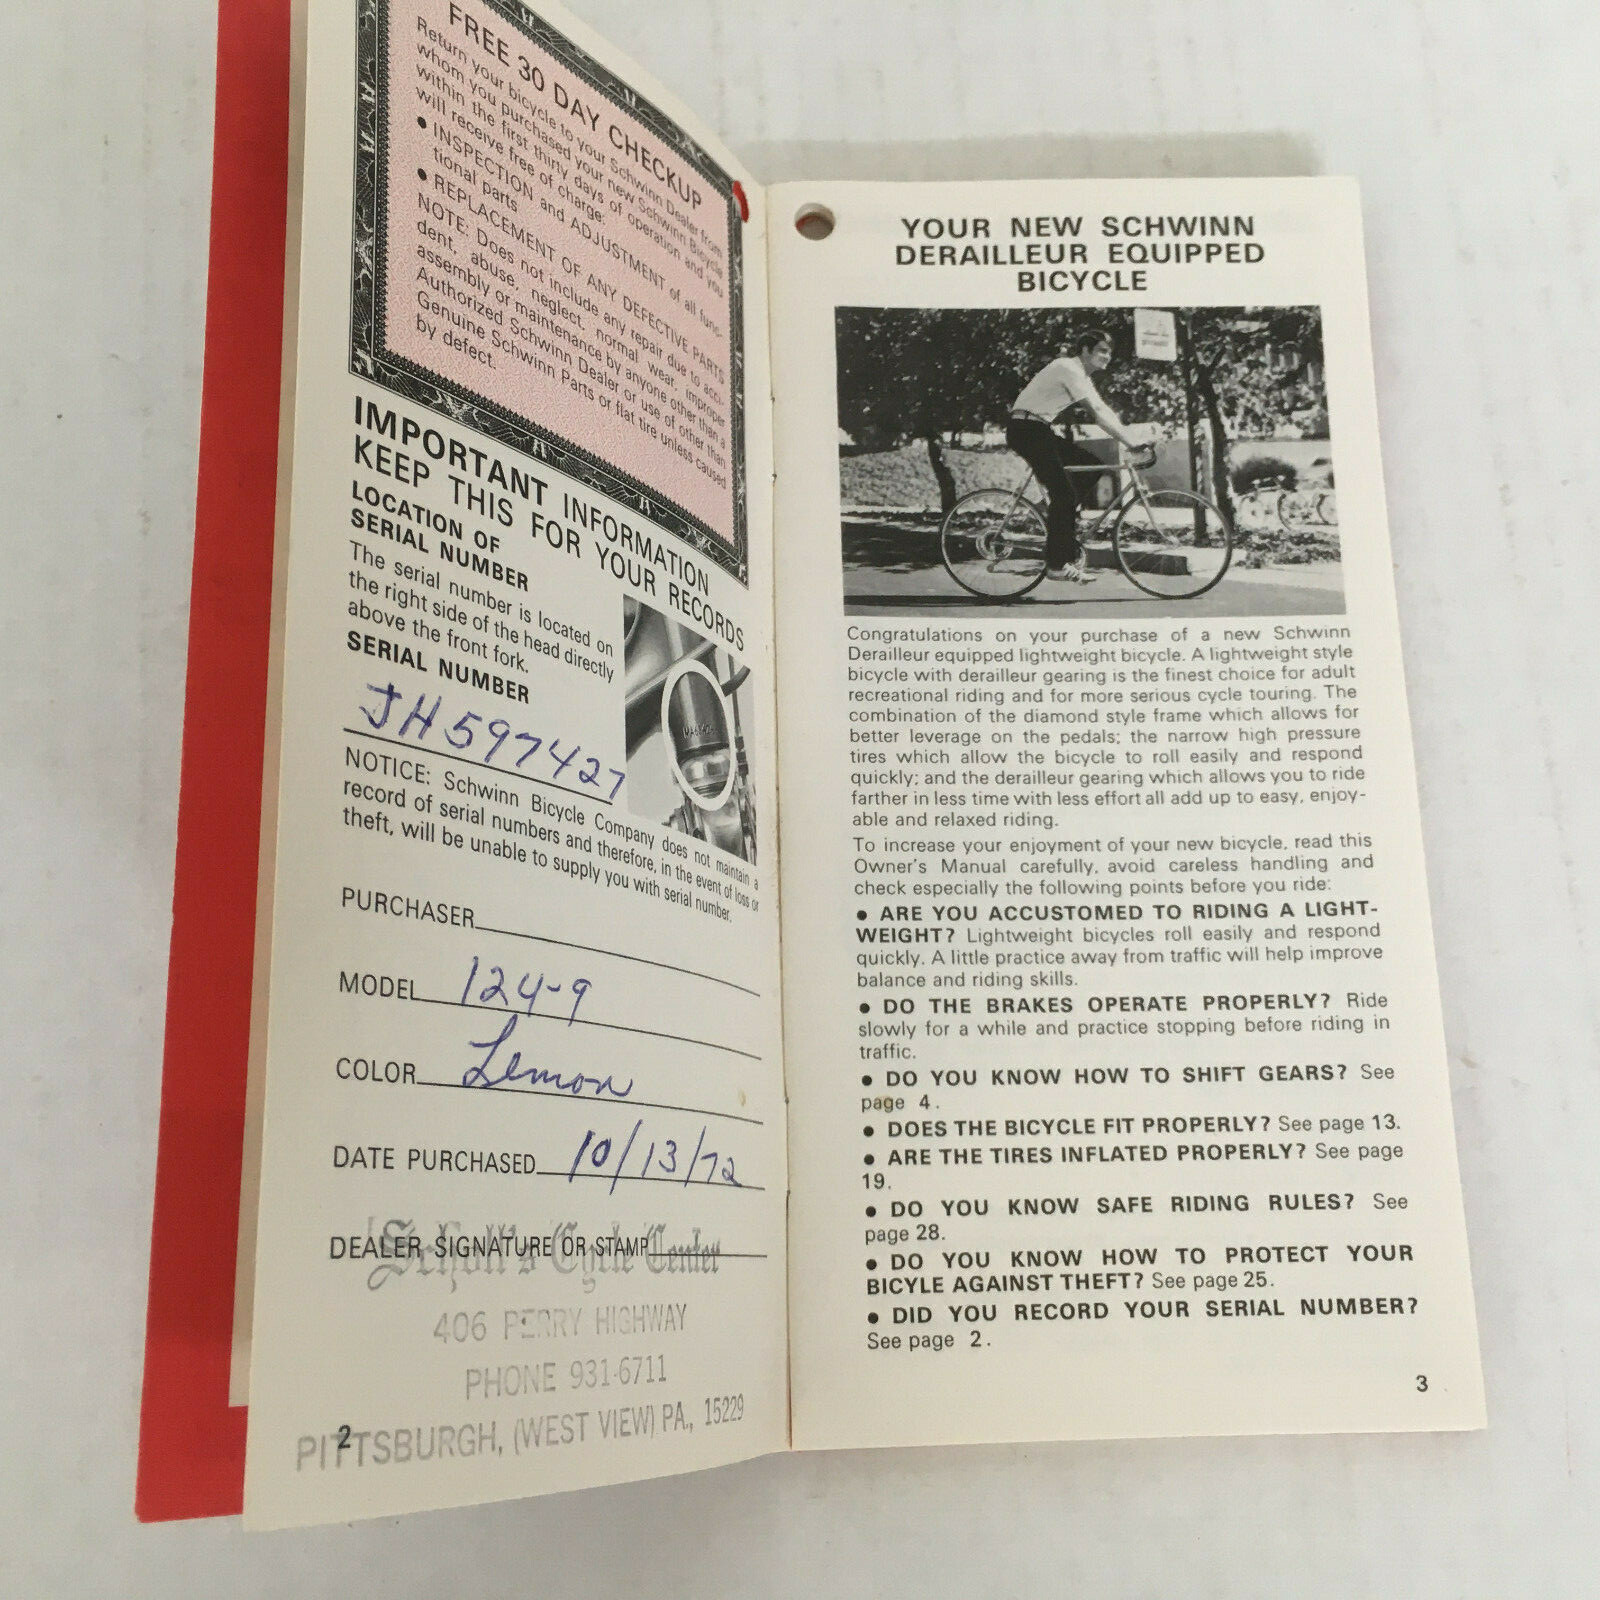 FREE 30 DAY CHECKUP
Return your bicycle to your Schwinn Dealer from
whom you purchased your new Schwinn Bicycle
within the first thirty days of operation and you
will receive free of charge:
• INSPECTION and ADJUSTMENT of all func-
tional parts
• REPLACEMENT OF ANY DEFECTIVE PARTS
NOTE: Does not include any repair due to acci-
dent, abuse, neglect, normal wear, improper
assembly or maintenance by anyone other than a
Authorized Schwinn Dealer or use of other than
Genuine Schwinn Parts or flat tire unless caused
by defect.
IMPORTANT INFORMATION
KEEP THIS FOR YOUR RECORDS
LOCATION OF
SERIAL NUMBER
The serial number is located on
the right side of the head directly
above the front fork.
SERIAL NUMBER
JH597427
NOTICE: Schwinn Bicycle Company does not maintain a
record of serial numbers and therefore, in the event of loss or
theft, will be unable to supply you with serial number.
PURCHASER
MODEL 124-9
COLOR Lemon
DATE PURCHASED 10/13/72
DEALER SIGNATURE OR STAMP
Cycle Center
406 PERRY HIGHWAY
PHONE 931-6711
PITTSBURGH, (WEST VIEW) PA., 15229
2
YOUR NEW SCHWINN
DERAILLEUR EQUIPPED
BICYCLE
Congratulations on your purchase of a new Schwinn
Derailleur equipped lightweight bicycle. A lightweight style
bicycle with derailleur gearing is the finest choice for adult
recreational riding and for more serious cycle touring. The
combination of the diamond style frame which allows for
better leverage on the pedals; the narrow high pressure
tires which allow the bicycle to roll easily and respond
quickly; and the derailleur gearing which allows you to ride
farther in less time with less effort all add up to easy, enjoy-
able and relaxed riding.
To increase your enjoyment of your new bicycle, read this
Owner's Manual carefully, avoid careless handling and
check especially the following points before you ride:
• ARE YOU ACCUSTOMED TO RIDING A LIGHT-
WEIGHT? Lightweight bicycles roll easily and respond
quickly. A little practice away from traffic will help improve
balance and riding skills.
• DO THE BRAKES OPERATE PROPERLY? Ride
slowly for a while and practice stopping before riding in
traffic.
• DO YOU KNOW HOW TO SHIFT GEARS? See
page 4.
• DOES THE BICYCLE FIT PROPERLY? See page 13.
• ARE THE TIRES INFLATED PROPERLY? See page
19.
• DO YOU KNOW SAFE RIDING RULES? See
page 28.
• DO YOU KNOW HOW TO PROTECT YOUR
BICYLE AGAINST THEFT? See page 25.
• DID YOU RECORD YOUR SERIAL NUMBER?
See page 2.
3